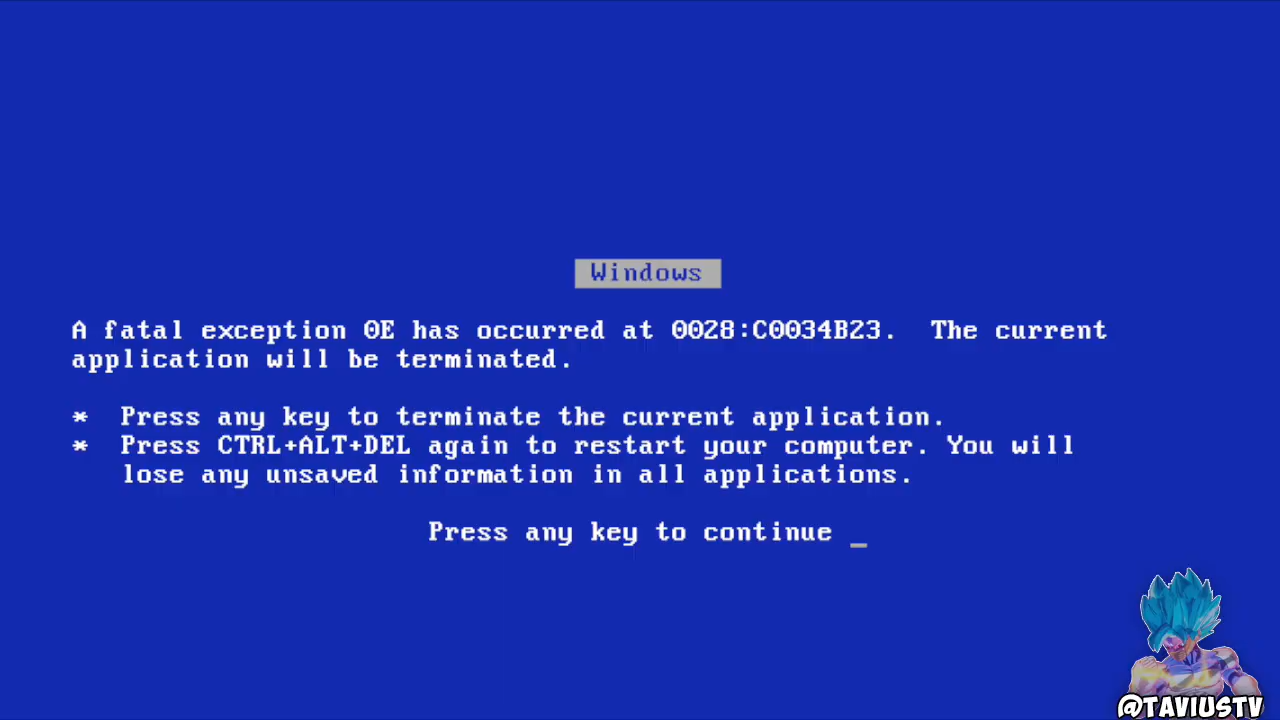 Windows
A fatal exception 0E has occurred at 0028:C0034B23. The current
application will be terminated.
* Press any key to terminate the current application.
* Press CTRL+ALT+DEL again to restart your computer. You will
lose any unsaved information in all applications.
Press any key to continue _
@TAVIUSTV